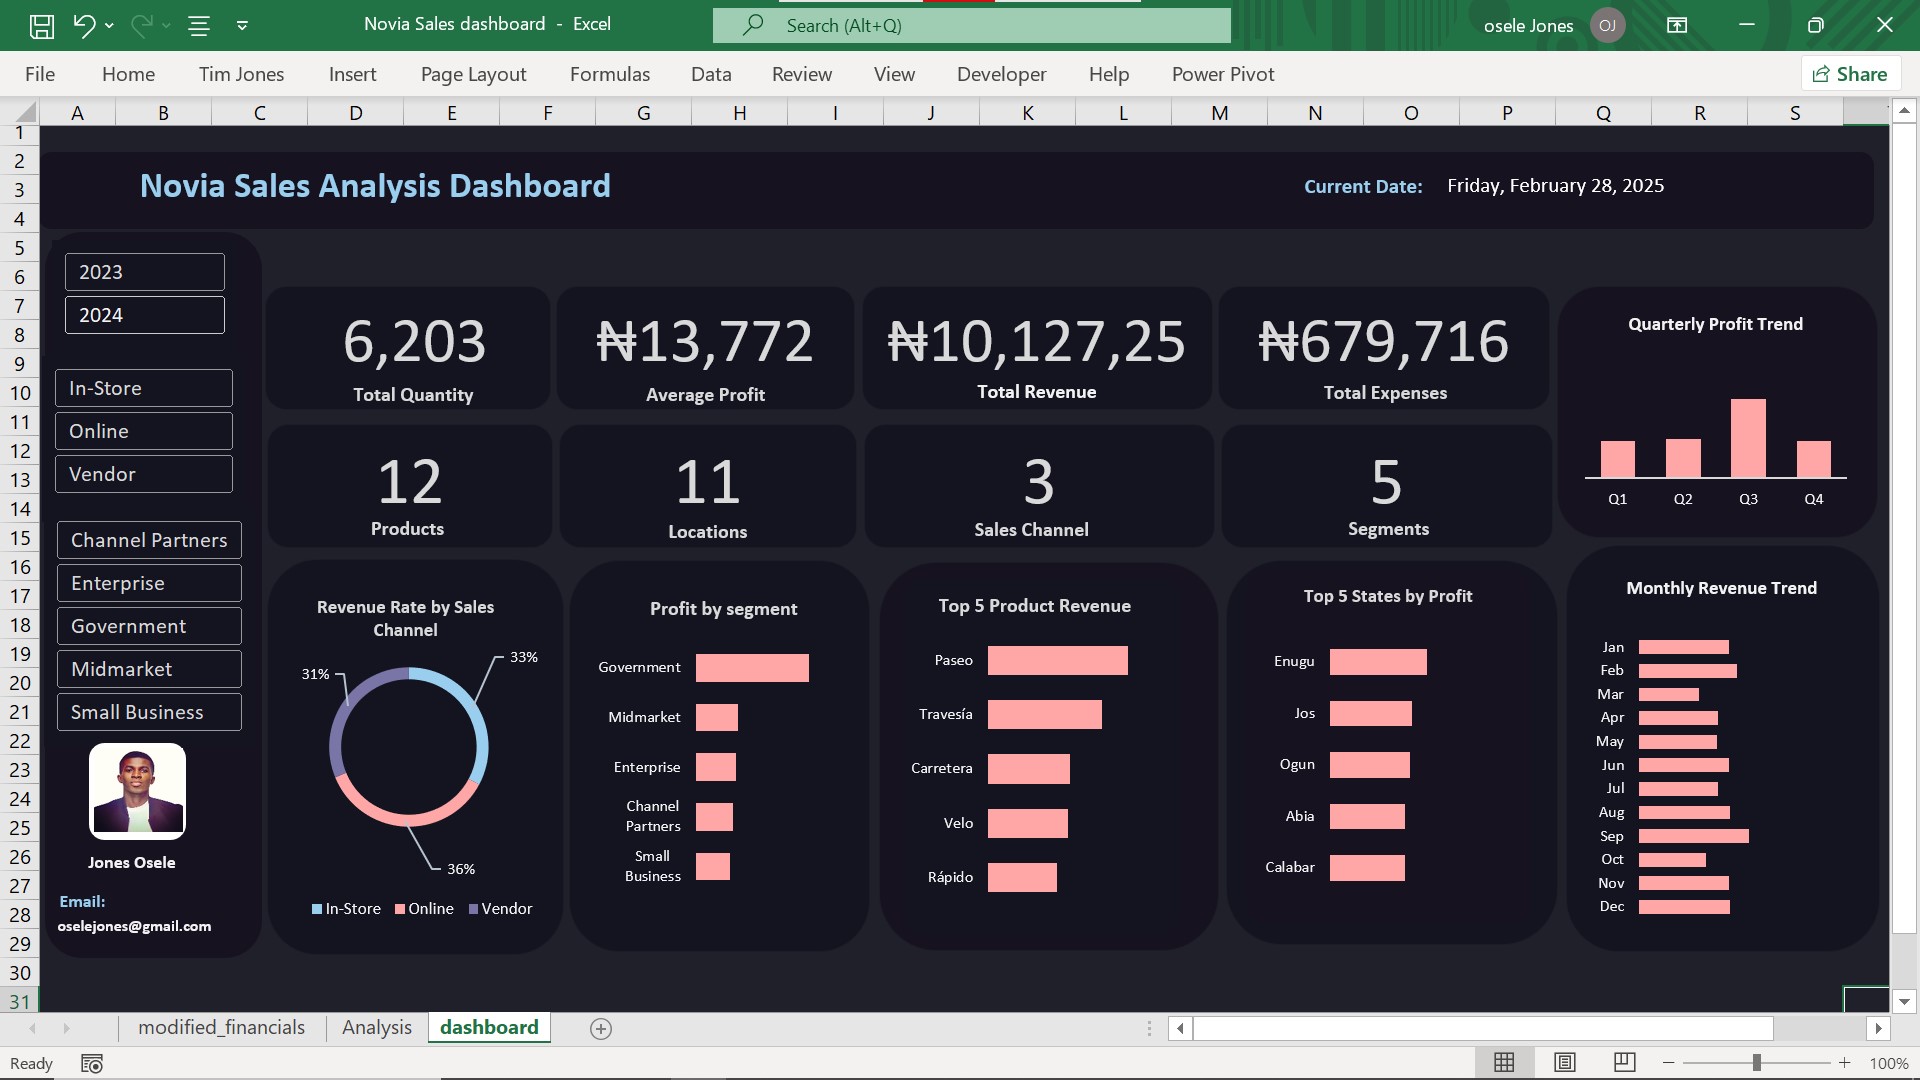 Novia Sales dashboard - Excel
Search (Alt+Q)
osele Jones
OJ
File Home Tim Jones Insert Page Layout Formulas Data Review View Developer Help Power Pivot
Share
A B C D E F G H I J K L M N O P Q R S
1
2
3
4
5
6
7
8
9
10
11
12
13
14
15
16
17
18
19
20
21
22
23
24
25
26
27
28
29
30
31
Novia Sales Analysis Dashboard
Current Date: Friday, February 28, 2025
2023
2024
In-Store
Online
Vendor
Channel Partners
Enterprise
Government
Midmarket
Small Business
Jones Osele
Email:
oselejones@gmail.com
6,203
Total Quantity
₦13,772
Average Profit
₦10,127,25
Total Revenue
₦679,716
Total Expenses
12
Products
11
Locations
3
Sales Channel
5
Segments
Quarterly Profit Trend
Q1 Q2 Q3 Q4
Revenue Rate by Sales
Channel
33%
31%
36%
In-Store Online Vendor
Profit by segment
Government
Midmarket
Enterprise
Channel
Partners
Small
Business
Top 5 Product Revenue
Paseo
Travesía
Carretera
Velo
Rápido
Top 5 States by Profit
Enugu
Jos
Ogun
Abia
Calabar
Monthly Revenue Trend
Jan
Feb
Mar
Apr
May
Jun
Jul
Aug
Sep
Oct
Nov
Dec
modified_financials Analysis dashboard
Ready
100%